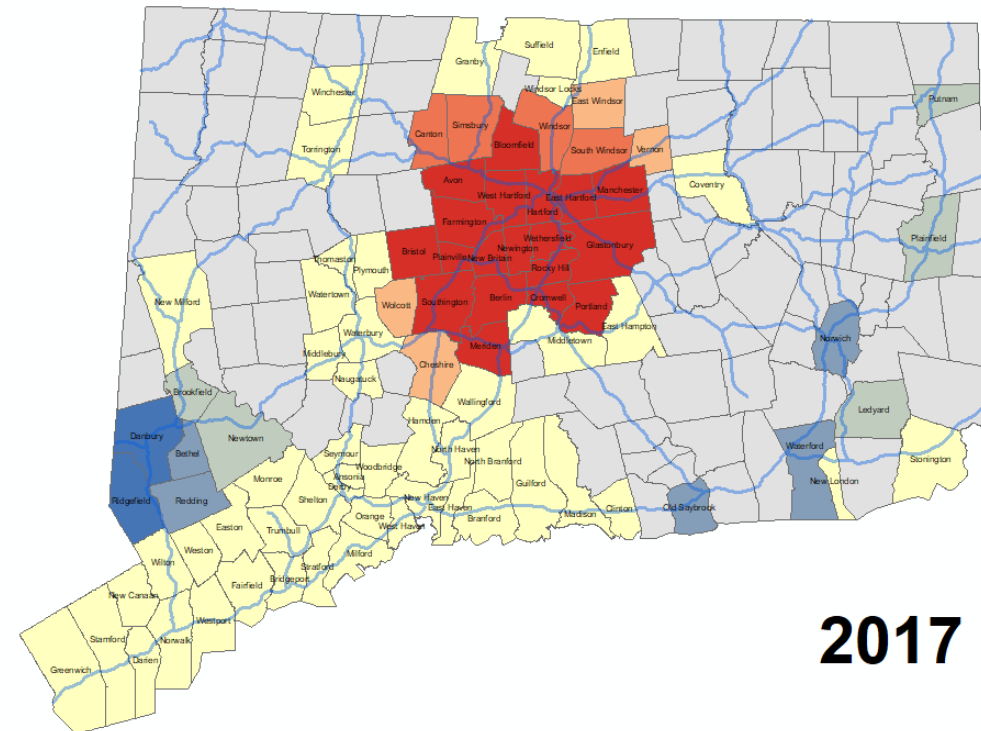 Suffield
Enfield
Granby
Winchester
Windsor Locks
East Windsor
Putnam
Simsbury
Windsor
Canton
Bloomfield
South Windsor
Vernon
Torrington
Avon
Coventry
Manchester
West Hartford
East Hartford
Hartford
Farmington
Wethersfield
Plainfield
Glastonbury
Newington
Bristol
Plainville
New Britain
Thomaston
Rocky Hill
Plymouth
Watertown
Berlin
Cromwell
New Milford
Southington
Wolcott
Portland
East Hampton
Waterbury
Norwich
Middletown
Meriden
Middlebury
Cheshire
Naugatuck
Brookfield
Wallingford
Ledyard
Hamden
Danbury
Newtown
Waterford
North Haven
Bethel
Seymour
Stonington
North Branford
Woodbridge
Ansonia
Monroe
New London
Guilford
Derby
New Haven
Ridgefield
Redding
Shelton
East Haven
Old Saybrook
Clinton
Madison
Orange
Branford
Easton
West Haven
Trumbull
Weston
Milford
Wilton
Stratford
Bridgeport
Fairfield
New Canaan
Westport
Stamford
Norwalk
Darien
Greenwich
2017